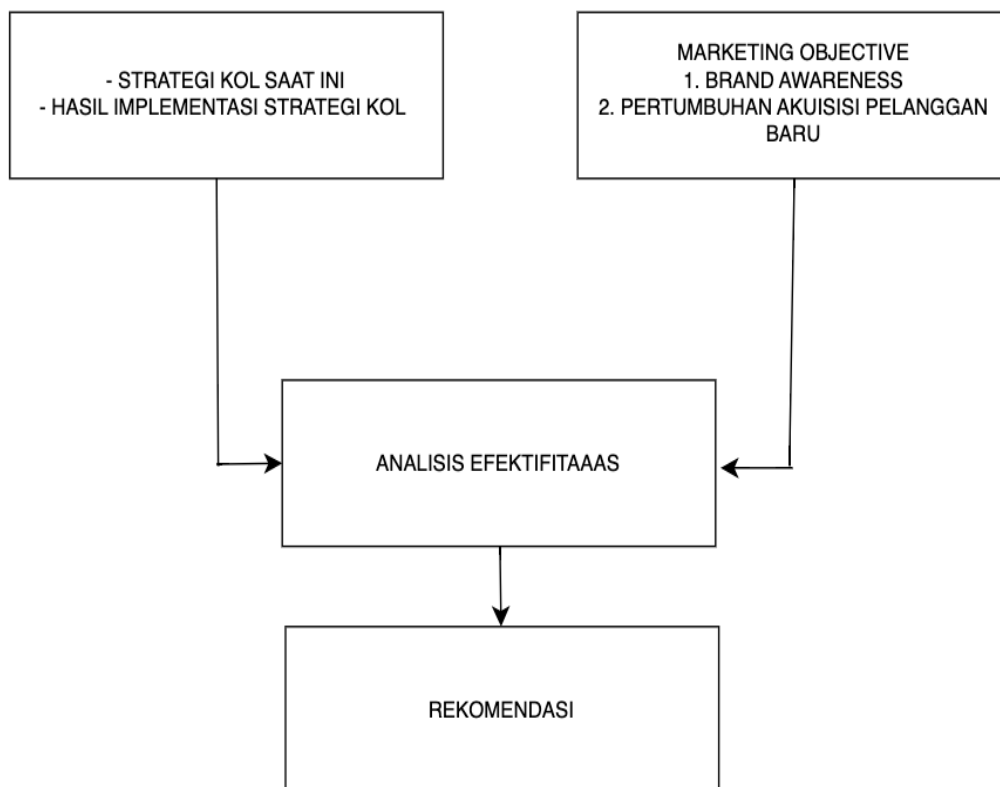 - STRATEGI KOL SAAT INI
- HASIL IMPLEMENTASI STRATEGI KOL
MARKETING OBJECTIVE
1. BRAND AWARENESS
2. PERTUMBUHAN AKUISISI PELANGGAN
BARU
ANALISIS EFEKTIFITAAAS
REKOMENDASI